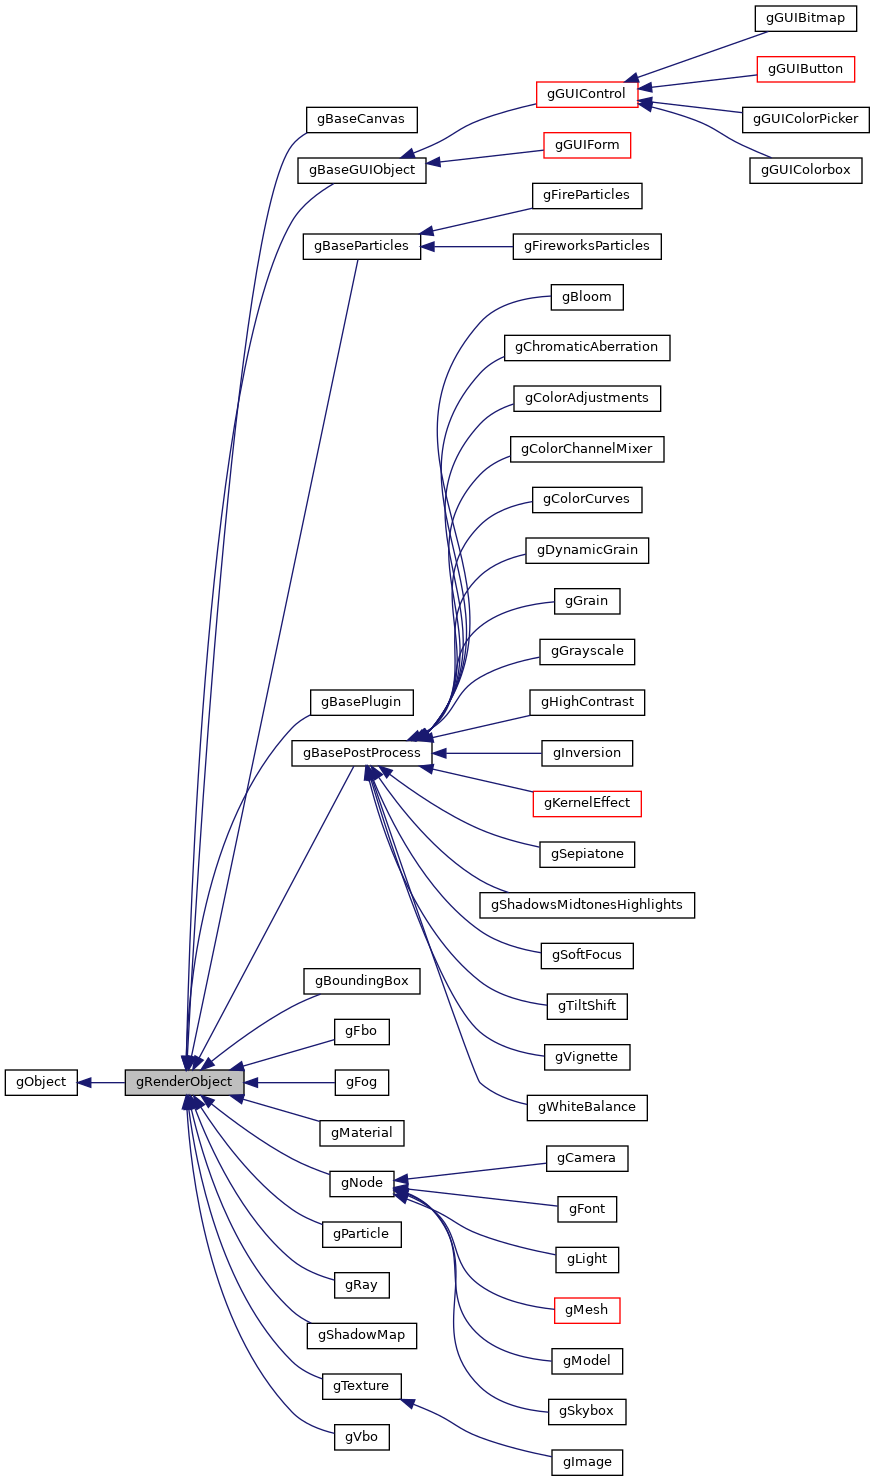 gGUIBitmap
gGUIButton
gGUIControl
gBaseCanvas
gGUIColorPicker
gGUIForm
gBaseGUIObject
gGUIColorbox
gFireParticles
gBaseParticles
gFireworksParticles
gBloom
gChromaticAberration
gColorAdjustments
gColorChannelMixer
gColorCurves
gDynamicGrain
gGrain
gGrayscale
gBasePlugin
gHighContrast
gBasePostProcess
gInversion
gKernelEffect
gSepiatone
gShadowsMidtonesHighlights
gSoftFocus
gBoundingBox
gTiltShift
gFbo
gVignette
gObject
gRenderObject
gFog
gWhiteBalance
gMaterial
gCamera
gNode
gFont
gParticle
gLight
gRay
gMesh
gShadowMap
gModel
gTexture
gSkybox
gVbo
gImage